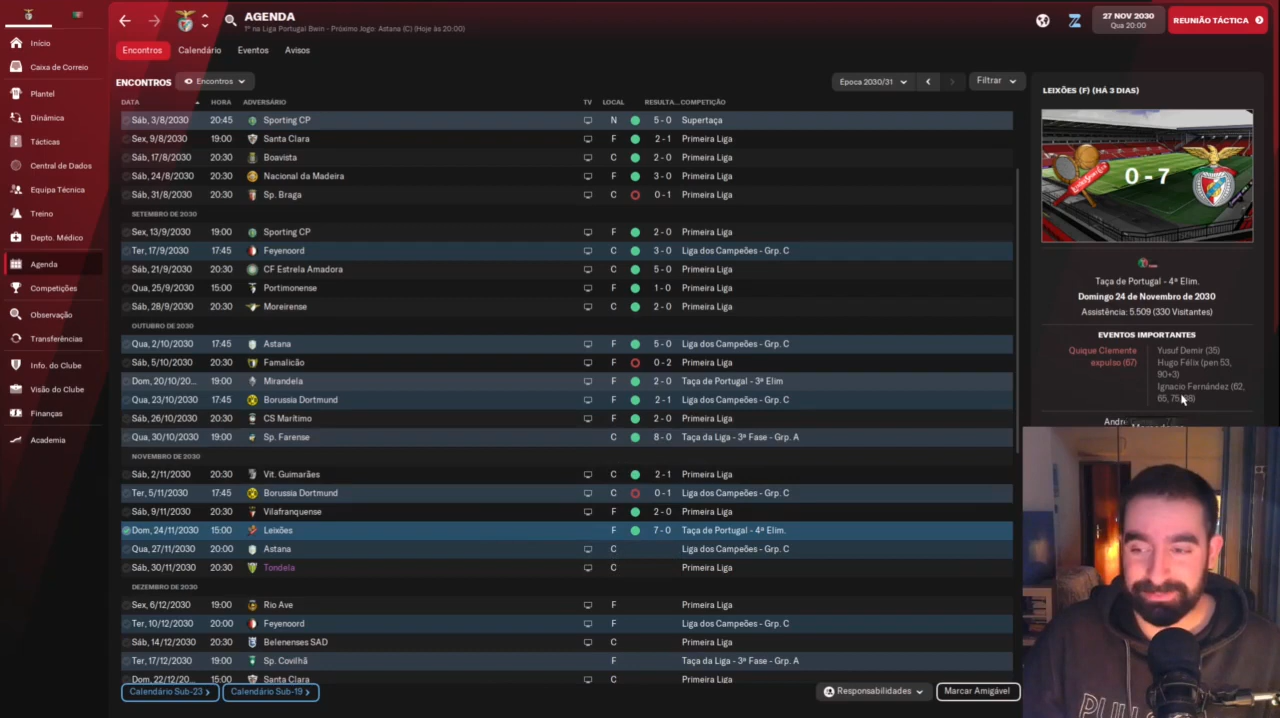 AGENDA
1º na Liga Portugal Bwin - Próximo Jogo: Astana (C) (Hoje às 20:00)
27 NOV 2030
Qua 20:00
REUNIÃO TÁCTICA
Encontros Calendário Eventos Avisos
Início
Caixa de Correio
Plantel
Dinâmica
Tácticas
Central de Dados
Equipa Técnica
Treino
Depto. Médico
Agenda
Competições
Observação
Transferências
Info. do Clube
Visão do Clube
Finanças
Academia
ENCONTROS Encontros Época 2030/31 Filtrar
DATA HORA ADVERSÁRIO TV LOCAL RESULTA... COMPETIÇÃO
Sáb, 3/8/2030 20:45 Sporting CP N 5 - 0 Supertaça
Sex, 9/8/2030 19:00 Santa Clara F 2 - 1 Primeira Liga
Sáb, 17/8/2030 20:30 Boavista C 2 - 0 Primeira Liga
Sáb, 24/8/2030 20:30 Nacional da Madeira F 3 - 0 Primeira Liga
Sáb, 31/8/2030 20:30 Sp. Braga C 0 - 1 Primeira Liga
SETEMBRO DE 2030
Sex, 13/9/2030 19:00 Sporting CP F 2 - 0 Primeira Liga
Ter, 17/9/2030 17:45 Feyenoord C 3 - 0 Liga dos Campeões - Grp. C
Sáb, 21/9/2030 20:30 CF Estrela Amadora C 5 - 0 Primeira Liga
Qua, 25/9/2030 15:00 Portimonense F 1 - 0 Primeira Liga
Sáb, 28/9/2030 20:30 Moreirense C 2 - 0 Primeira Liga
OUTUBRO DE 2030
Qua, 2/10/2030 17:45 Astana F 5 - 0 Liga dos Campeões - Grp. C
Sáb, 5/10/2030 20:30 Famalicão F 0 - 2 Primeira Liga
Dom, 20/10/20... 19:00 Mirandela F 2 - 0 Taça de Portugal - 3ª Elim
Qua, 23/10/2030 17:45 Borussia Dortmund F 2 - 1 Liga dos Campeões - Grp. C
Sáb, 26/10/2030 20:30 CS Marítimo F 2 - 0 Primeira Liga
Qua, 30/10/2030 19:00 Sp. Farense C 8 - 0 Taça da Liga - 3ª Fase - Grp. A
NOVEMBRO DE 2030
Sáb, 2/11/2030 20:30 Vit. Guimarães C 2 - 1 Primeira Liga
Ter, 5/11/2030 17:45 Borussia Dortmund C 0 - 1 Liga dos Campeões - Grp. C
Sáb, 9/11/2030 20:30 Vilafranquense F 2 - 0 Primeira Liga
Dom, 24/11/2030 15:00 Leixões F 7 - 0 Taça de Portugal - 4ª Elim.
Qua, 27/11/2030 20:00 Astana C Liga dos Campeões - Grp. C
Sáb, 30/11/2030 20:30 Tondela C Primeira Liga
DEZEMBRO DE 2030
Sex, 6/12/2030 19:00 Rio Ave F Primeira Liga
Ter, 10/12/2030 20:00 Feyenoord F Liga dos Campeões - Grp. C
Sáb, 14/12/2030 20:30 Belenenses SAD C Primeira Liga
Ter, 17/12/2030 19:00 Sp. Covilhã F Taça da Liga - 3ª Fase - Grp. A
Dom, 22/12/20... 20:30 Santa Clara C Primeira Liga
Calendário Sub-23 Calendário Sub-19 Responsabilidades Marcar Amigável
LEIXÕES (F) (HÁ 3 DIAS)
0 - 7
Taça de Portugal - 4ª Elim.
Domingo 24 de Novembro de 2030
Assistência: 5.509 (330 Visitantes)
EVENTOS IMPORTANTES
Quique Clemente expulso (67)
Yusuf Demir (35)
Hugo Félix (pen 53,
90+3)
Ignacio Fernández (62,
65, 75,